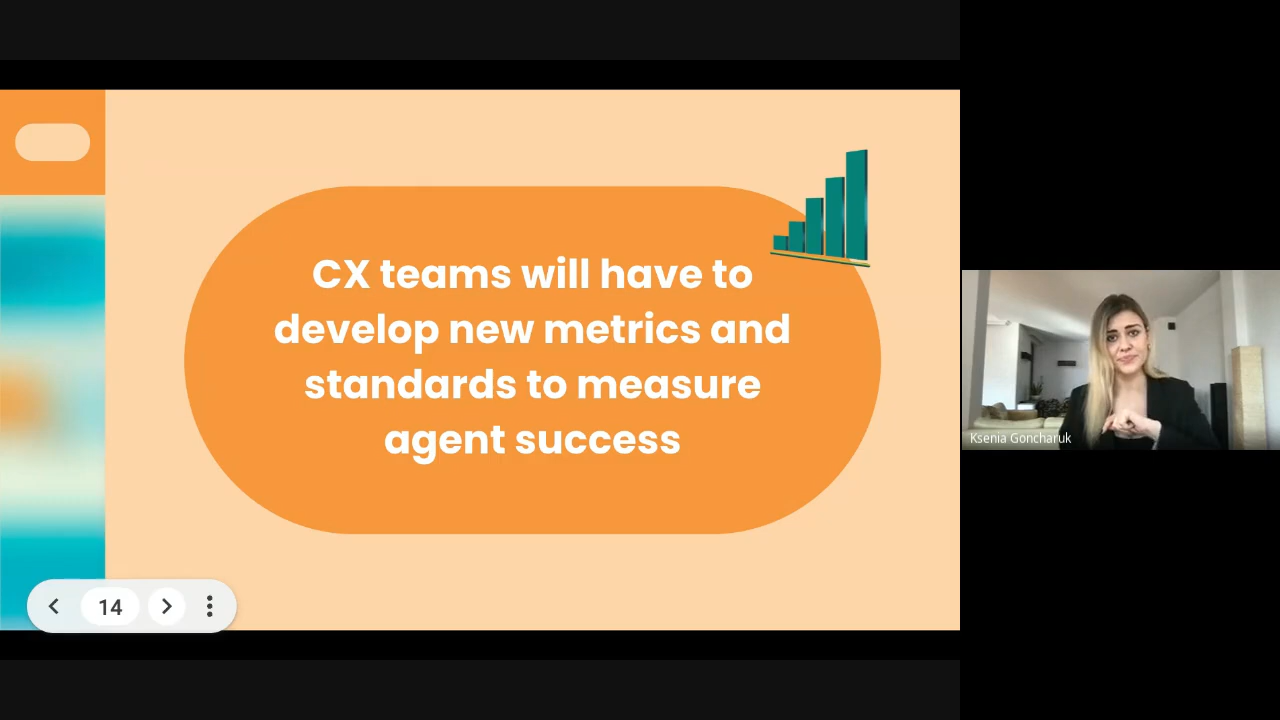 CX teams will have to
develop new metrics and
standards to measure
agent success
14
Ksenia Goncharuk